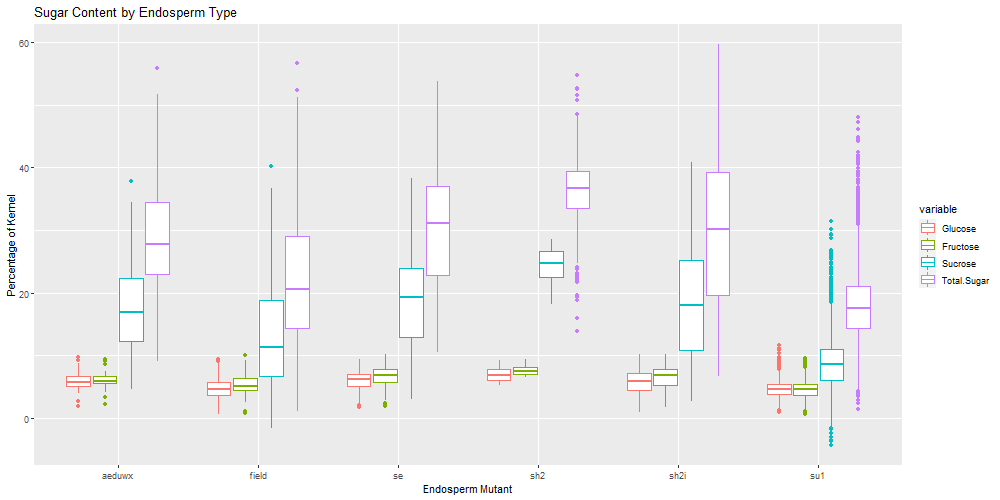 Sugar Content by Endosperm Type
Percentage of Kernel
60
40
20
0
aeduwx
field
se
sh2
sh2i
su1
Endosperm Mutant
variable
Glucose
Fructose
Sucrose
Total.Sugar